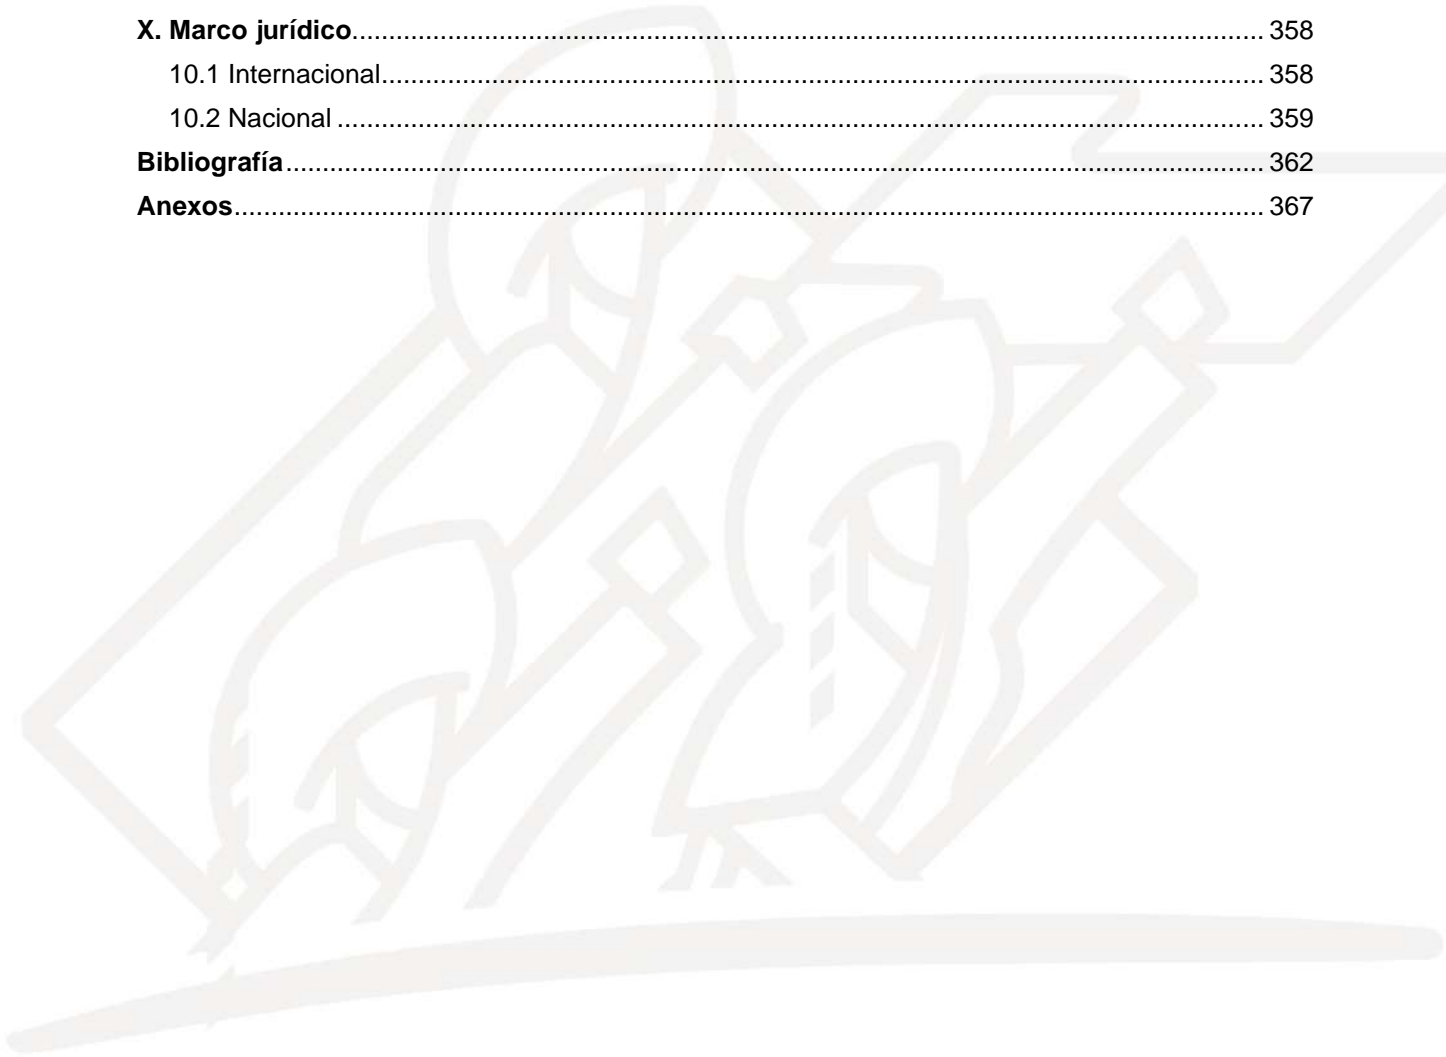 X. Marco jurídico........................................................................................................................... 358
10.1 Internacional....................................................................................................................... 358
10.2 Nacional ............................................................................................................................. 359
Bibliografía.................................................................................................................................... 362
Anexos........................................................................................................................................... 367